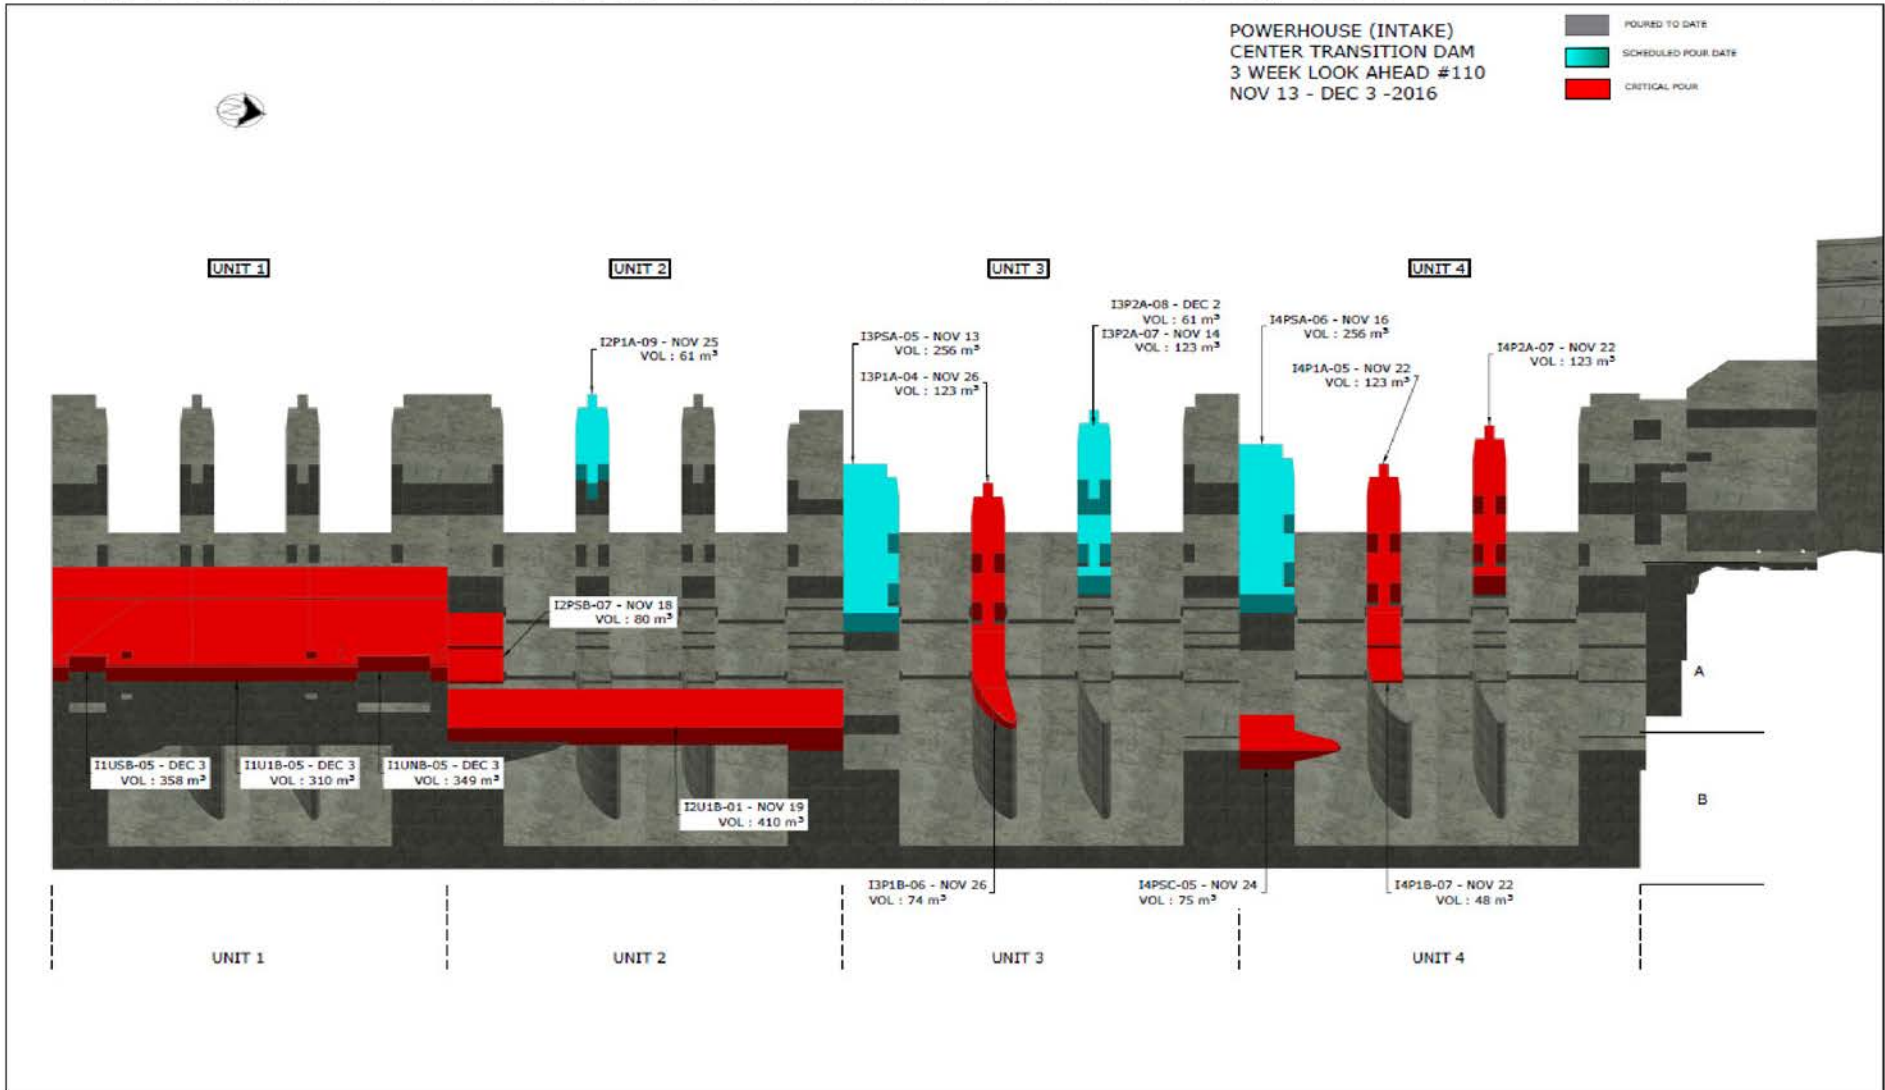 POWERHOUSE (INTAKE)
CENTER TRANSITION DAM
3 WEEK LOOK AHEAD #110
NOV 13 - DEC 3 -2016
POURED TO DATE
SCHEDULED POUR DATE
CRITICAL POUR
UNIT 1
UNIT 2
UNIT 3
UNIT 4
I2P1A-09 - NOV 25
VOL : 61 m³
I3PSA-05 - NOV 13
VOL : 256 m³
I3P1A-04 - NOV 26
VOL : 123 m³
I3P2A-08 - DEC 2
VOL : 61 m³
I3P2A-07 - NOV 14
VOL : 123 m³
I4PSA-06 - NOV 16
VOL : 256 m³
I4P1A-05 - NOV 22
VOL : 123 m³
I4P2A-07 - NOV 22
VOL : 123 m³
I2PSB-07 - NOV 18
VOL : 80 m³
A
I1USB-05 - DEC 3
VOL : 358 m³
I1U1B-05 - DEC 3
VOL : 310 m³
I1UNB-05 - DEC 3
VOL : 349 m³
I2U1B-01 - NOV 19
VOL : 410 m³
B
I3P1B-06 - NOV 26
VOL : 74 m³
I4PSC-05 - NOV 24
VOL : 75 m³
I4P1B-07 - NOV 22
VOL : 48 m³
UNIT 1
UNIT 2
UNIT 3
UNIT 4